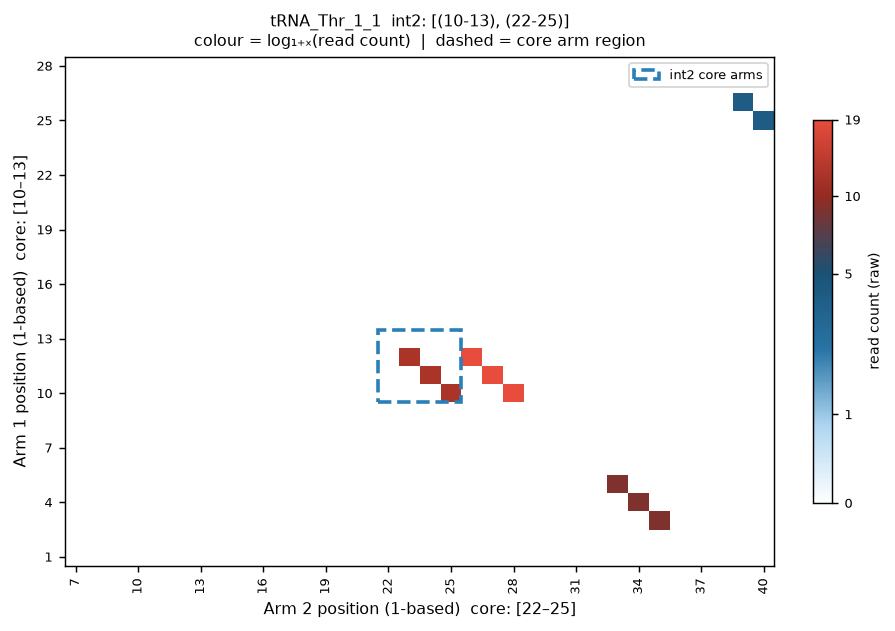 tRNA_Thr_1_1  int2: [(10-13), (22-25)]
colour = log₁₊ₓ(read count)  |  dashed = core arm region
int2 core arms
Arm 1 position (1-based)  core: [10–13]
28
25
22
19
16
13
10
7
4
1
7 10 13 16 19 22 25 28 31 34 37 40
Arm 2 position (1-based)  core: [22–25]
19
10
5
1
0
read count (raw)